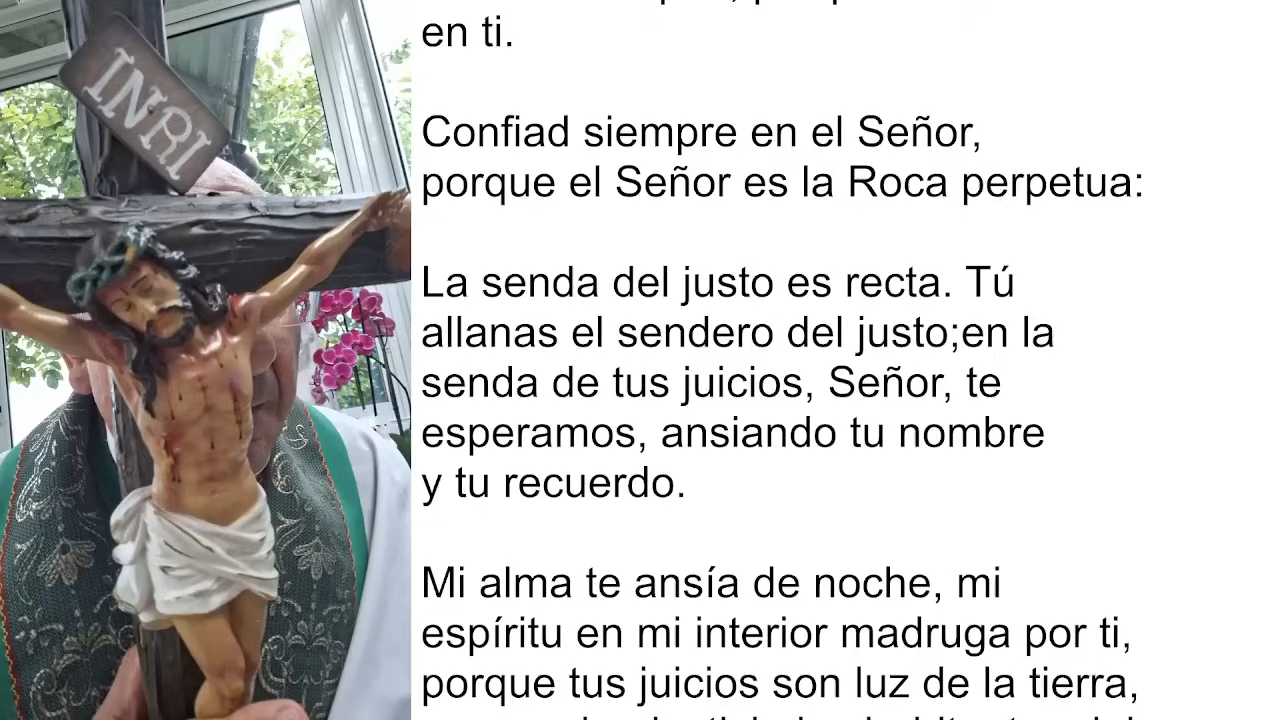 INRI
en ti.
Confiad siempre en el Señor,
porque el Señor es la Roca perpetua:
La senda del justo es recta. Tú
allanas el sendero del justo;en la
senda de tus juicios, Señor, te
esperamos, ansiando tu nombre
y tu recuerdo.
Mi alma te ansía de noche, mi
espíritu en mi interior madruga por ti,
porque tus juicios son luz de la tierra,